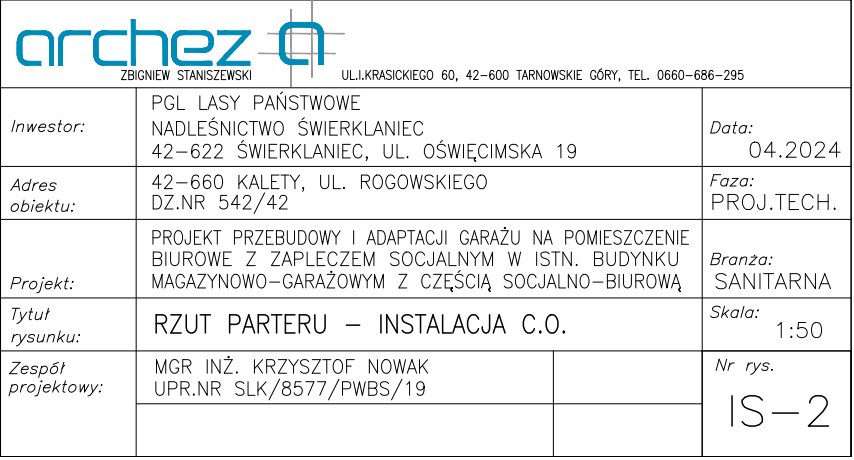 archez a
ZBIGNIEW STANISZEWSKI UL.I.KRASICKIEGO 60, 42-600 TARNOWSKIE GÓRY, TEL. 0660-686-295
Inwestor:
PGL LASY PAŃSTWOWE
NADLEŚNICTWO ŚWIERKLANIEC
42-622 ŚWIERKLANIEC, UL. OŚWIĘCIMSKA 19
Data:
04.2024
Adres
obiektu:
42-660 KALETY, UL. ROGOWSKIEGO
DZ.NR 542/42
Faza:
PROJ.TECH.
Projekt:
PROJEKT PRZEBUDOWY I ADAPTACJI GARAŻU NA POMIESZCZENIE
BIUROWE Z ZAPLECZEM SOCJALNYM W ISTN. BUDYNKU
MAGAZYNOWO-GARAŻOWYM Z CZĘŚCIĄ SOCJALNO-BIUROWĄ
Branża:
SANITARNA
Tytuł
rysunku:
RZUT PARTERU - INSTALACJA C.O.
Skala:
1:50
Zespół
projektowy:
MGR INŻ. KRZYSZTOF NOWAK
UPR.NR SLK/8577/PWBS/19
Nr rys.
IS-2